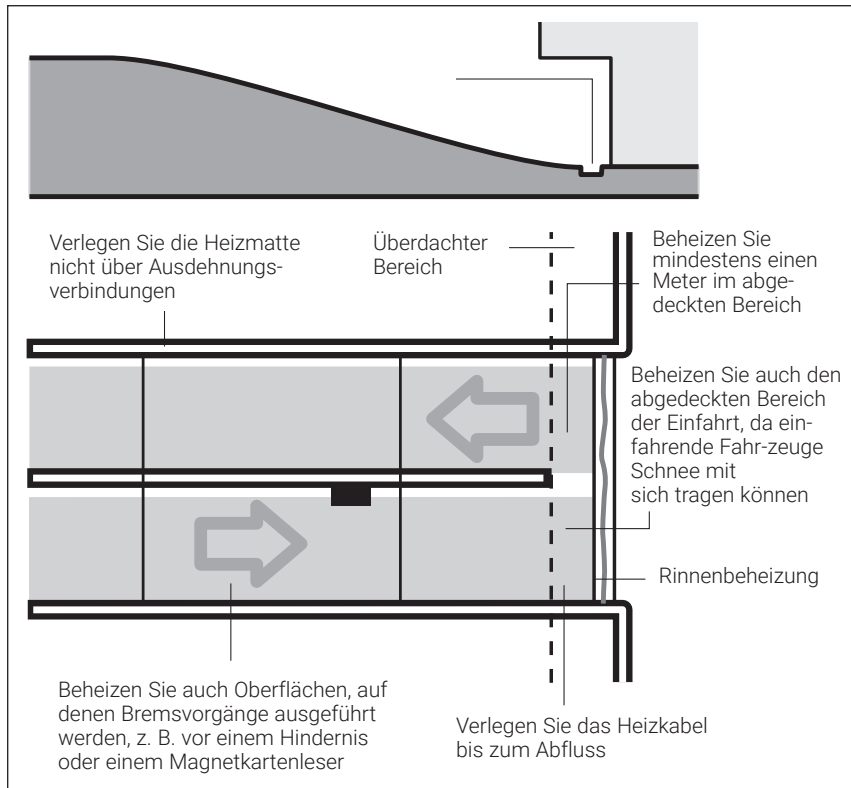 Verlegen Sie die Heizmatte
nicht über Ausdehnungs-
verbindungen
Überdachter
Bereich
Beheizen Sie
mindestens einen
Meter im abge-
deckten Bereich
Beheizen Sie auch den
abgedeckten Bereich
der Einfahrt, da ein-
fahrende Fahr-zeuge
Schnee mit
sich tragen können
Rinnenbeheizung
Beheizen Sie auch Oberflächen, auf
denen Bremsvorgänge ausgeführt
werden, z. B. vor einem Hindernis
oder einem Magnetkartenleser
Verlegen Sie das Heizkabel
bis zum Abfluss